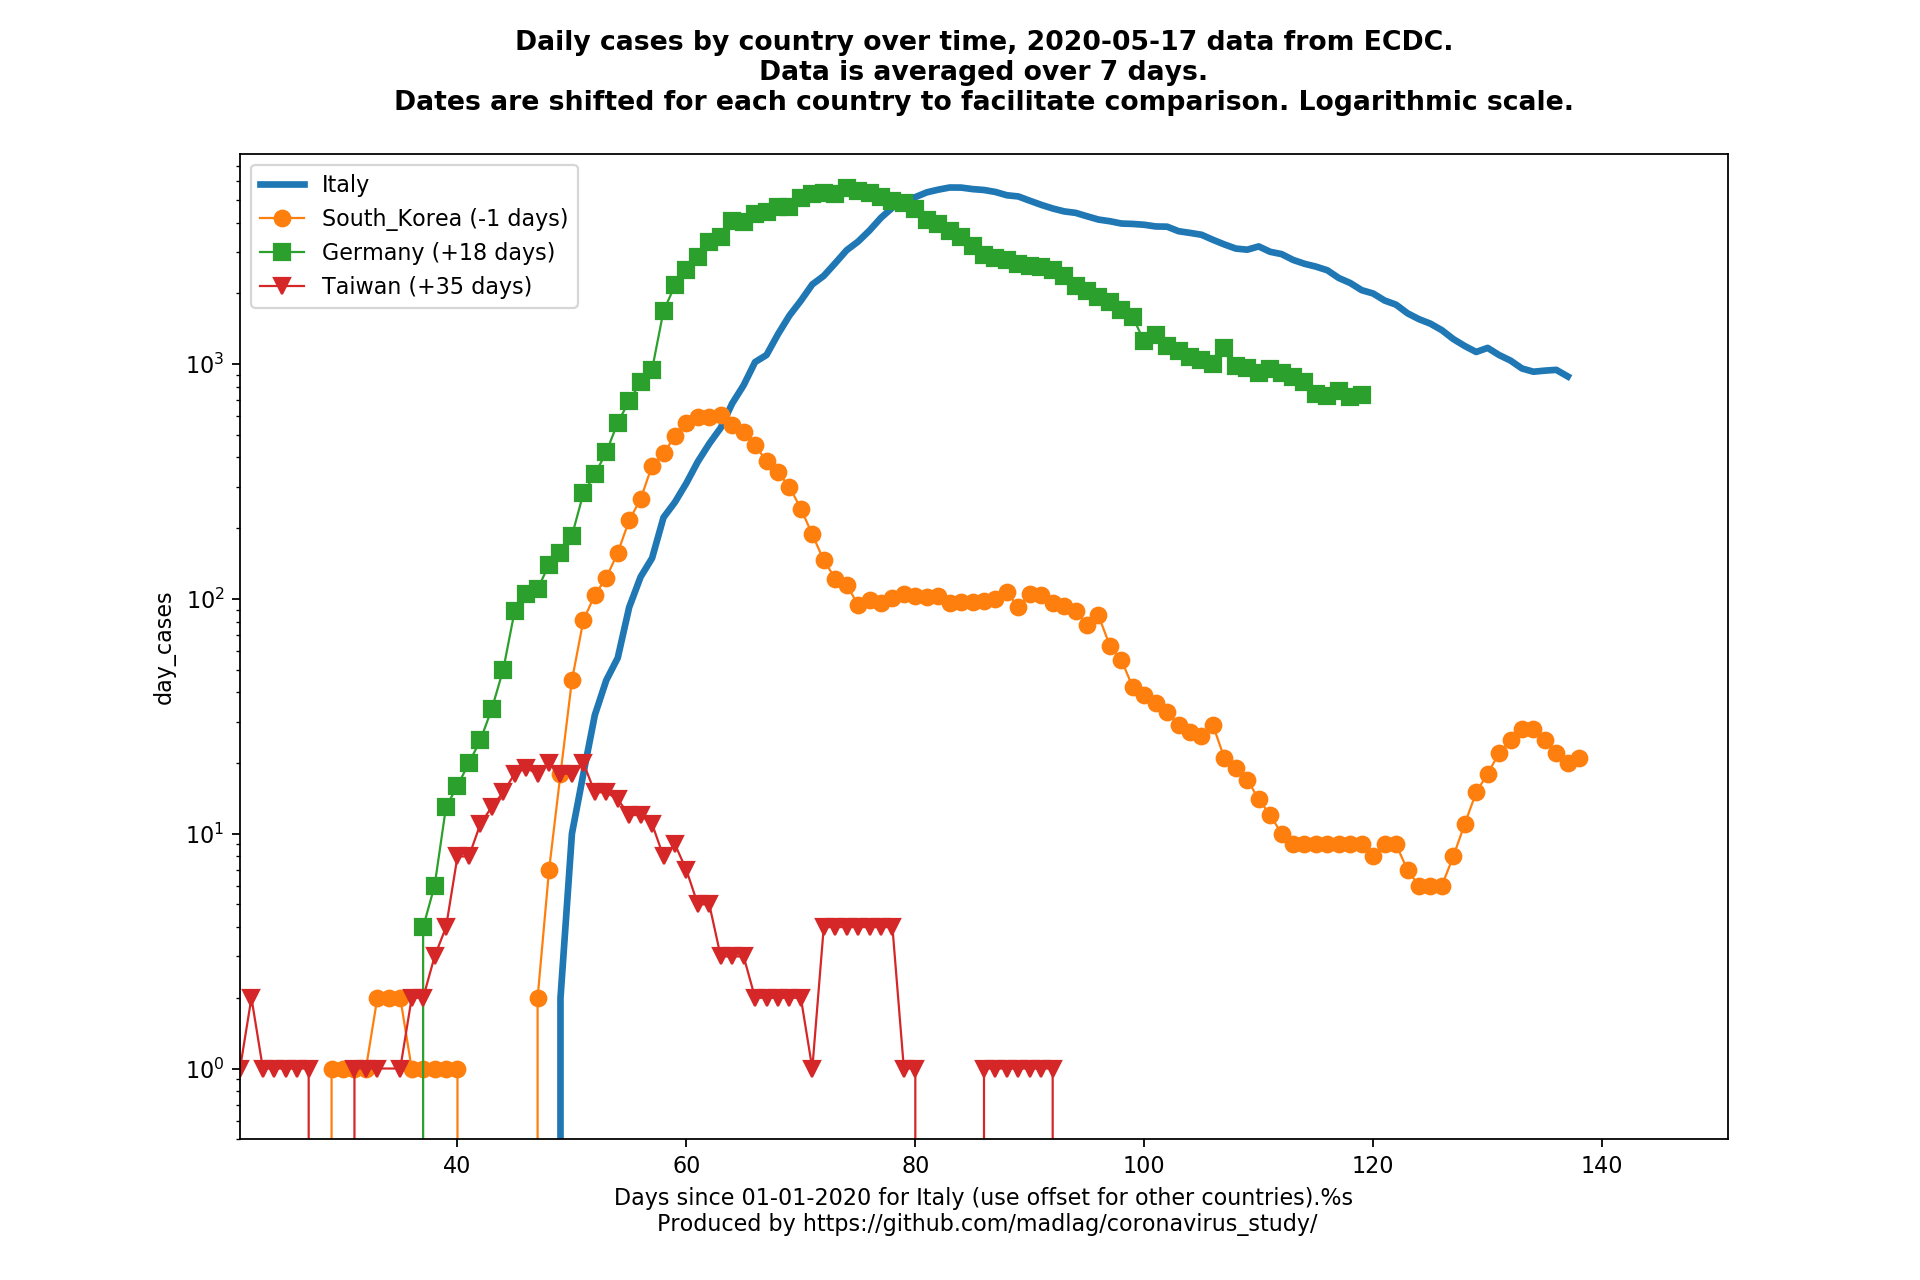 Daily cases by country over time, 2020-05-17 data from ECDC.
Data is averaged over 7 days.
Dates are shifted for each country to facilitate comparison. Logarithmic scale.
Italy
South_Korea (-1 days)
Germany (+18 days)
Taiwan (+35 days)
10³
10²
10¹
10⁰
day_cases
40 60 80 100 120 140
Days since 01-01-2020 for Italy (use offset for other countries).%s
Produced by https://github.com/madlag/coronavirus_study/